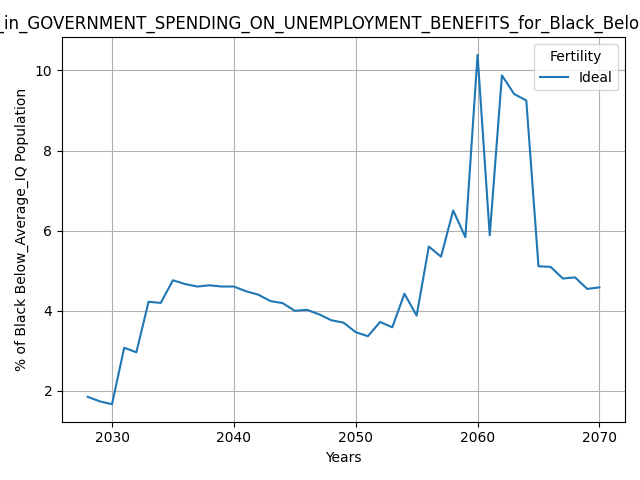 _in_GOVERNMENT_SPENDING_ON_UNEMPLOYMENT_BENEFITS_for_Black_Belo
Fertility
Ideal
% of Black Below_Average_IQ Population
10
8
6
4
2
2030 2040 2050 2060 2070
Years